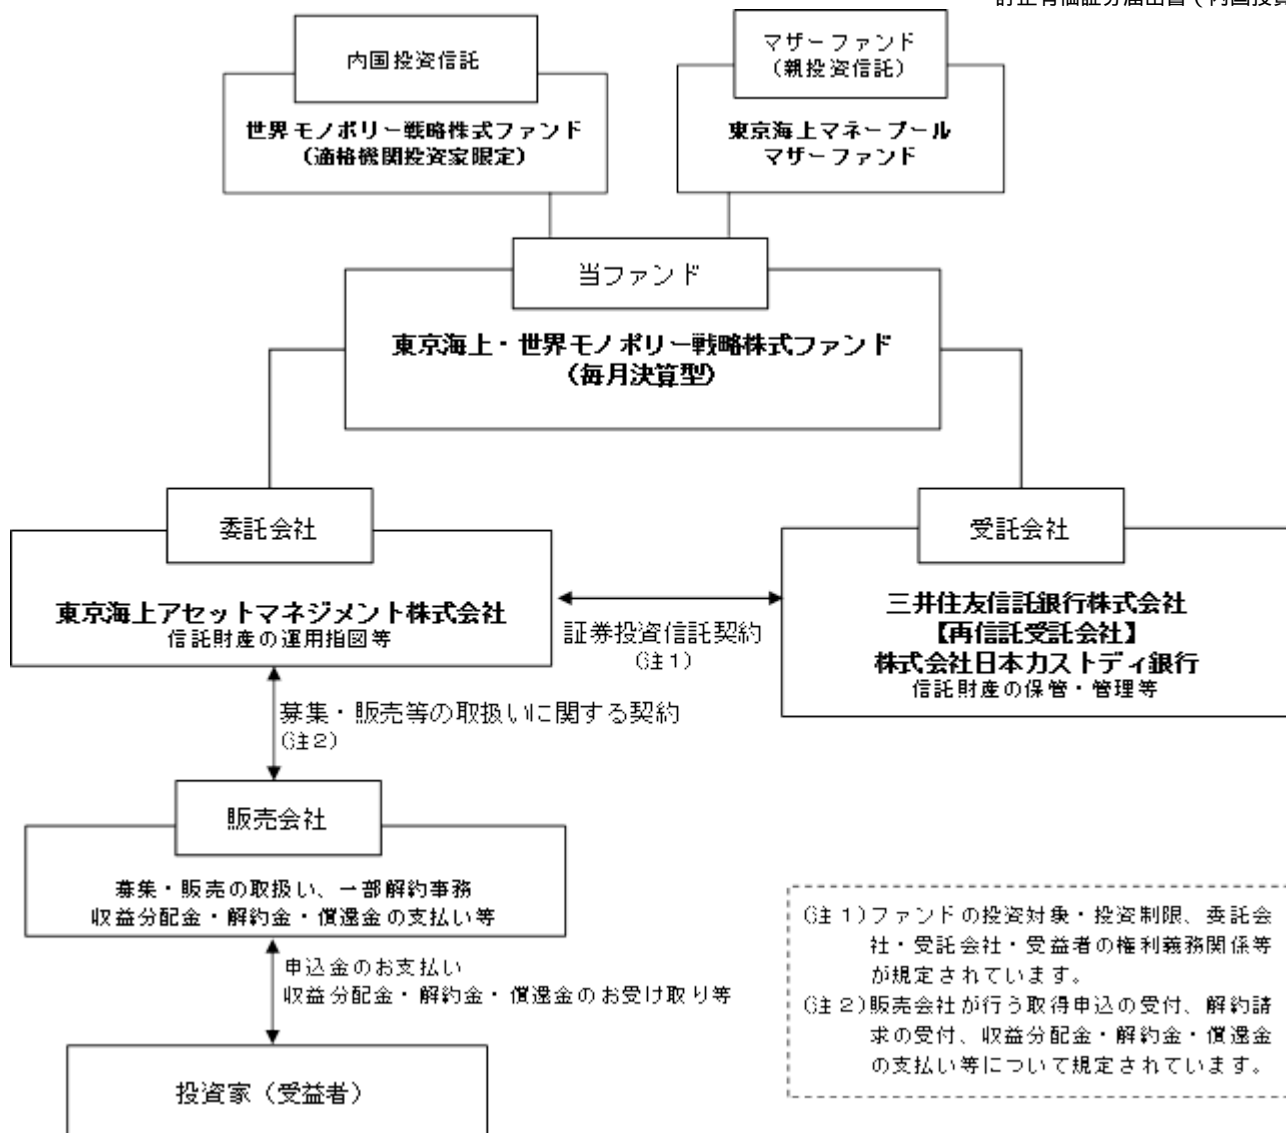 内国投資信託
世界モノポリー戦略株式ファンド
(適格機関投資家限定)
マザーファンド
(親投資信託)
東京海上マネープール
マザーファンド
当ファンド
東京海上・世界モノポリー戦略株式ファンド
(毎月決算型)
委託会社
東京海上アセットマネジメント株式会社
信託財産の運用指図等
証券投資信託契約
(注1)
受託会社
三井住友信託銀行株式会社
【再信託受託会社】
株式会社日本カストディ銀行
信託財産の保管・管理等
募集・販売等の取扱いに関する契約
(注2)
販売会社
募集・販売の取扱い、一部解約事務
収益分配金・解約金・償還金の支払い等
申込金のお支払い
収益分配金・解約金・償還金のお受け取り等
投資家(受益者)
(注1)ファンドの投資対象・投資制限、委託会
社・受託会社・受益者の権利義務関係等
が規定されています。
(注2)販売会社が行う取得申込の受付、解約請
求の受付、収益分配金・解約金・償還金
の支払い等について規定されています。